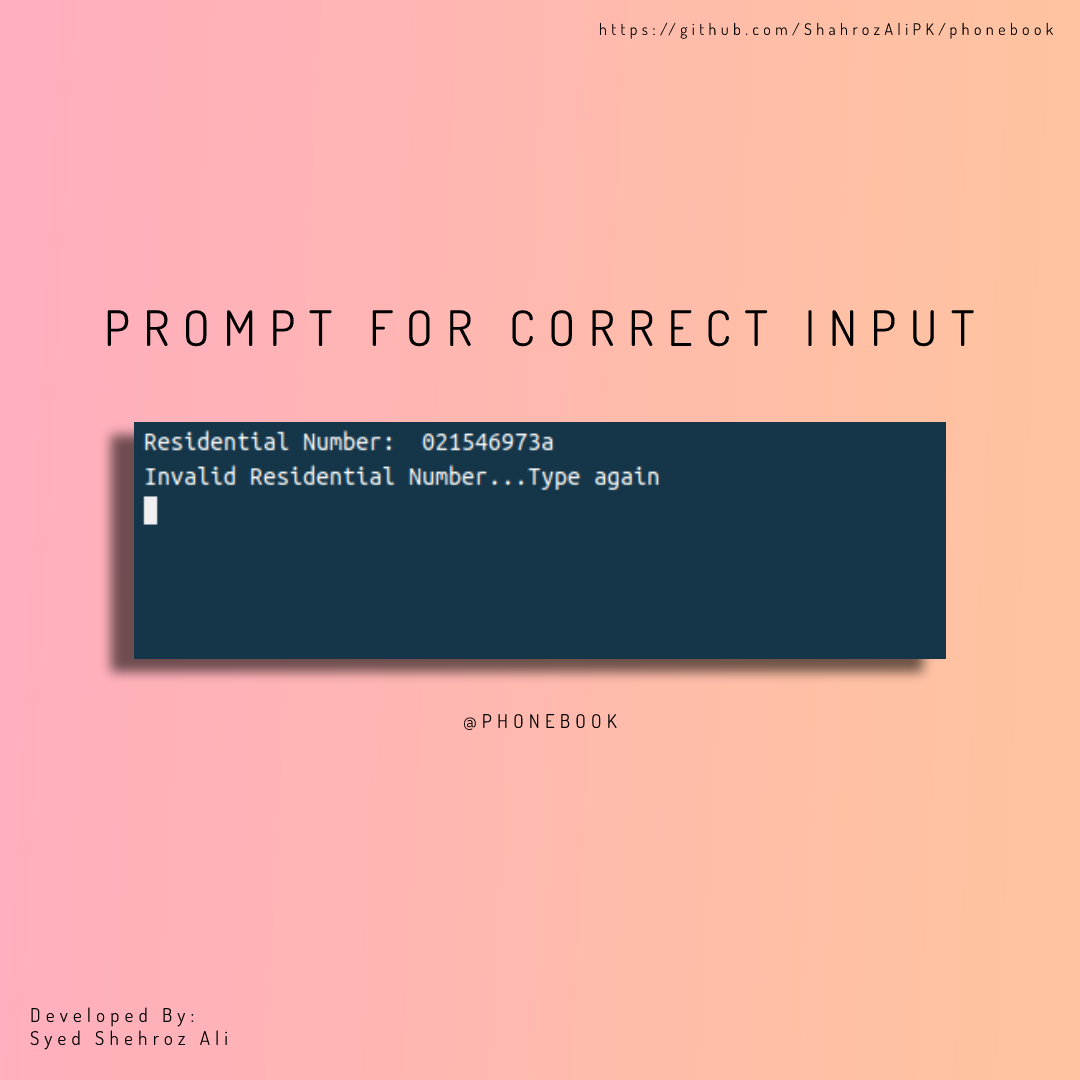 https://github.com/ShahrozAliPK/phonebook
PROMPT FOR CORRECT INPUT
Residential Number:  021546973a
Invalid Residential Number...Type again
@PHONEBOOK
Developed By:
Syed Shehroz Ali